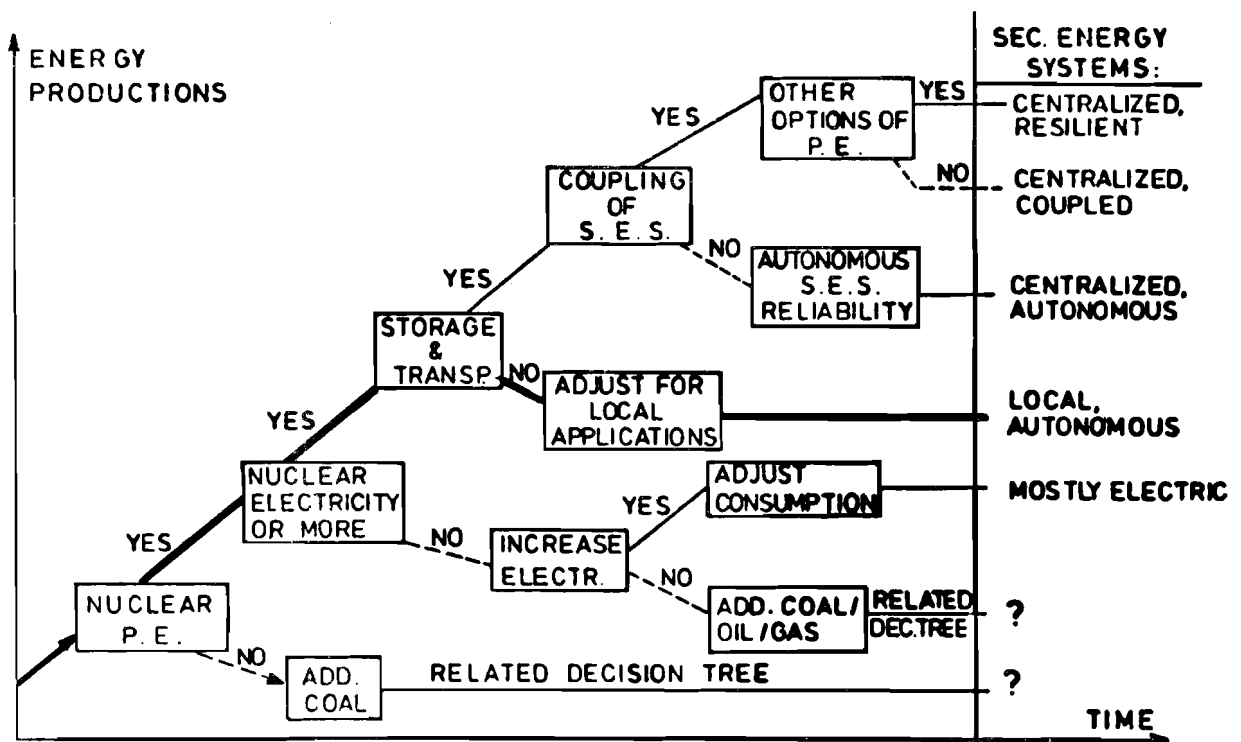 ENERGY
PRODUCTIONS
SEC. ENERGY
SYSTEMS:
OTHER
OPTIONS OF
P.E.
YES
CENTRALIZED,
RESILIENT
NO
CENTRALIZED,
COUPLED
YES
COUPLING
OF
S.E.S.
NO
AUTONOMOUS
S.E.S.
RELIABILITY
CENTRALIZED,
AUTONOMOUS
YES
STORAGE
&
TRANSP.
NO
ADJUST FOR
LOCAL
APPLICATIONS
LOCAL,
AUTONOMOUS
YES
NUCLEAR
ELECTRICITY
OR MORE
NO
INCREASE
ELECTR.
YES
ADJUST
CONSUMPTION
MOSTLY ELECTRIC
NO
ADD. COAL/
OIL/GAS
RELATED
DEC.TREE
?
YES
NUCLEAR
P.E.
NO
ADD.
COAL
RELATED DECISION TREE
?
TIME